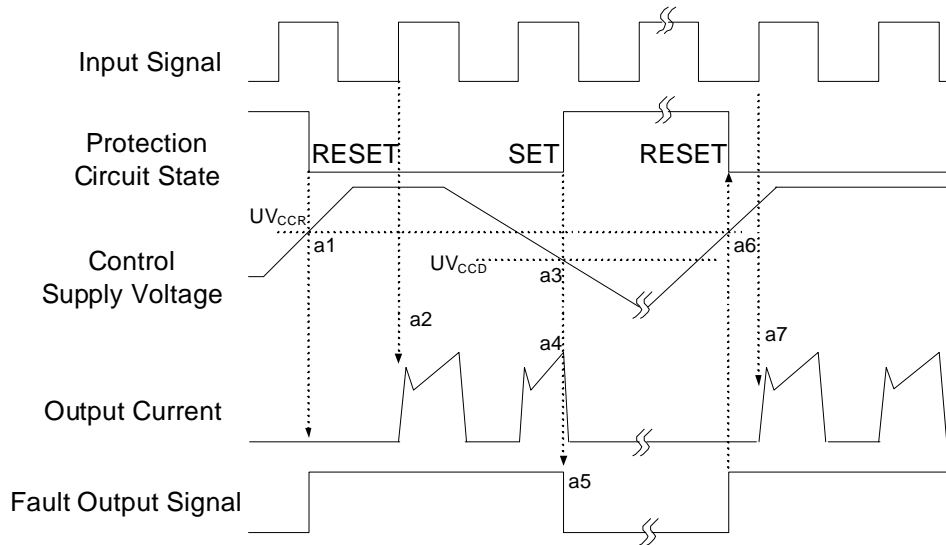 Input Signal
Protection
Circuit State
RESET
SET
RESET
UVCCR
a1
a6
Control
Supply Voltage
UVCCD
a3
a2
a7
a4
Output Current
a5
Fault Output Signal